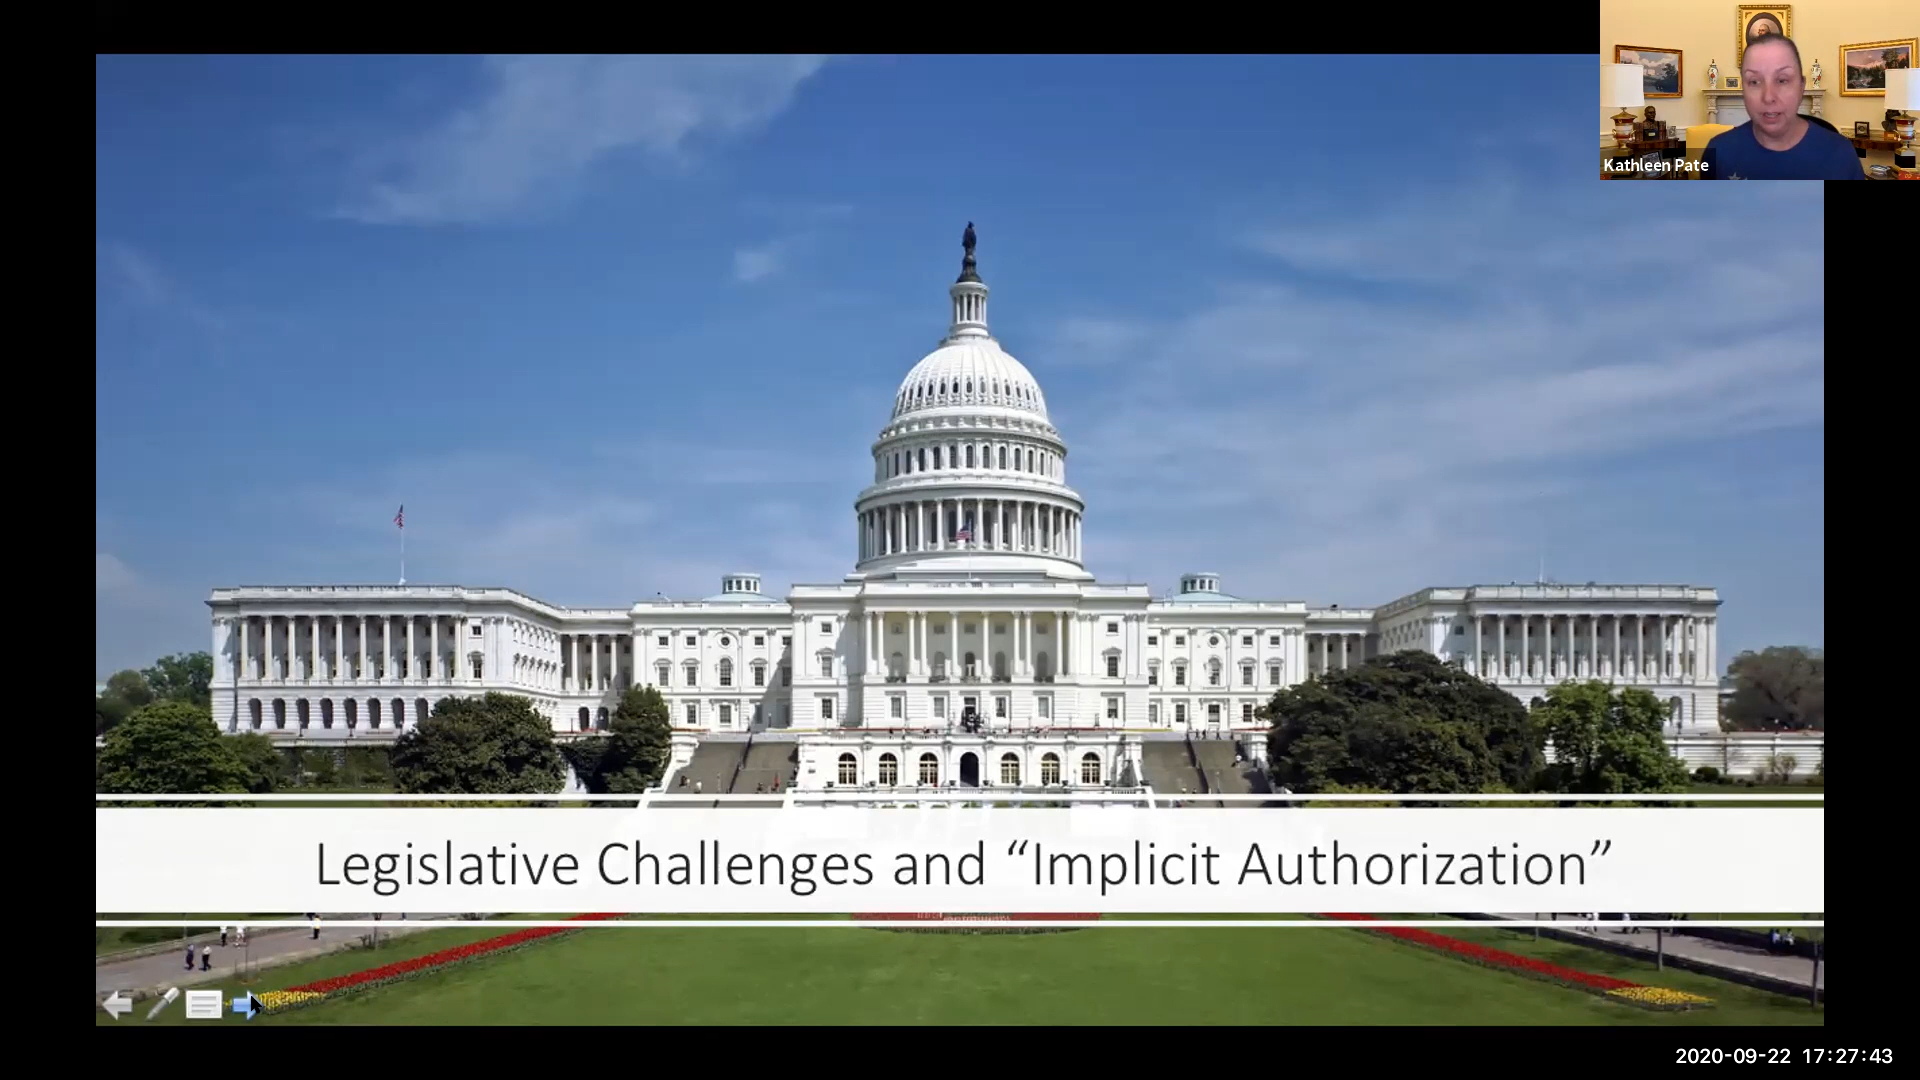 Kathleen Pate
Legislative Challenges and “Implicit Authorization”
2020-09-22 17:27:43